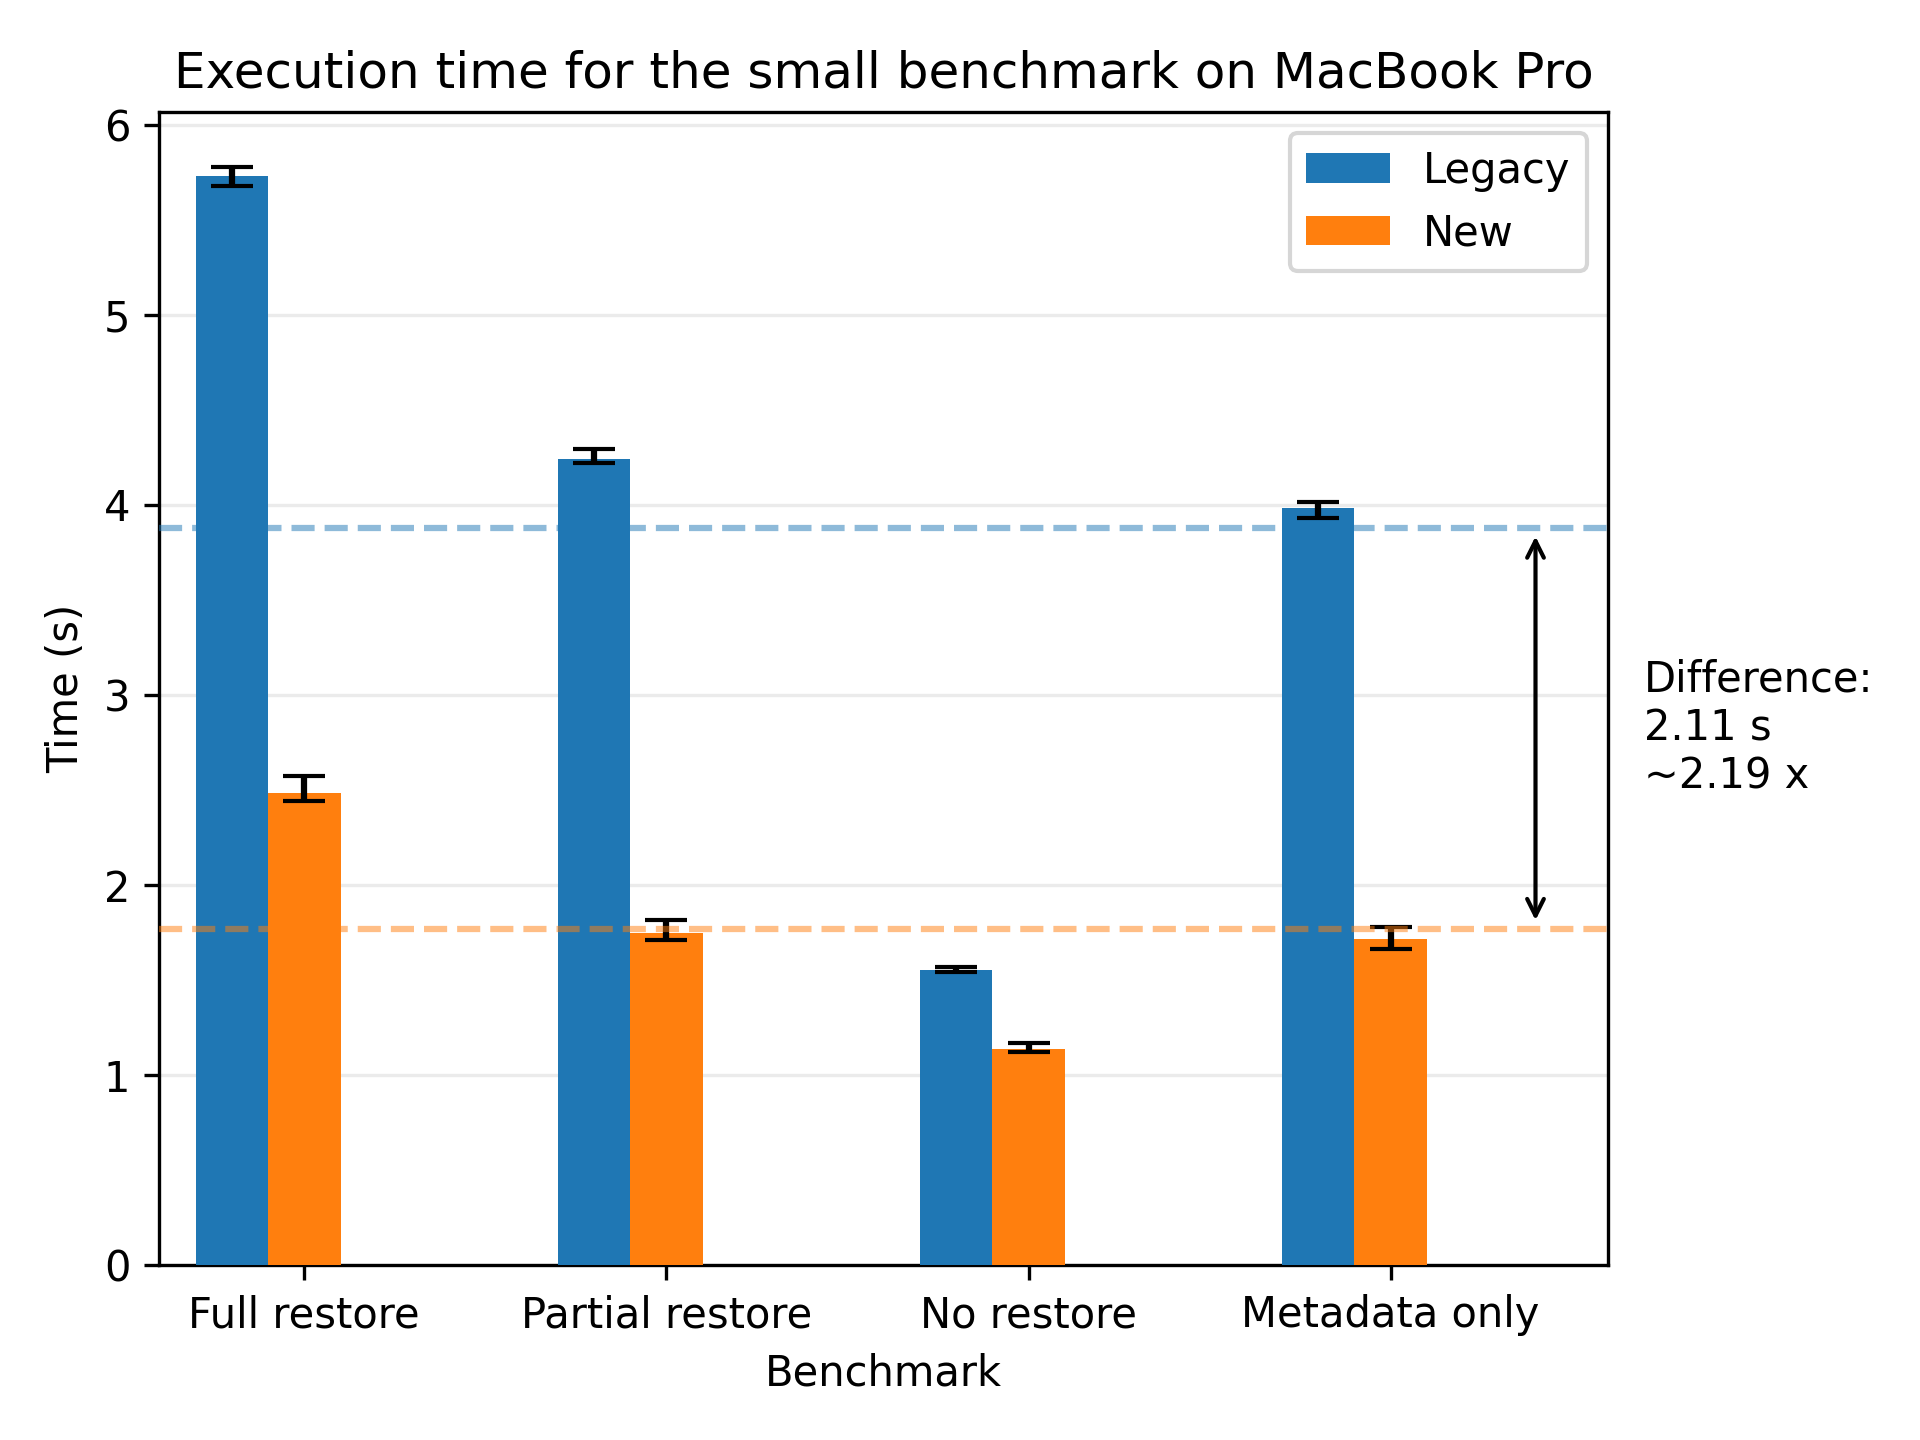 Execution time for the small benchmark on MacBook Pro
6
5
4
3
2
1
0
Time (s)
Legacy
New
Difference:
2.11 s
~2.19 x
Full restore
Partial restore
No restore
Metadata only
Benchmark